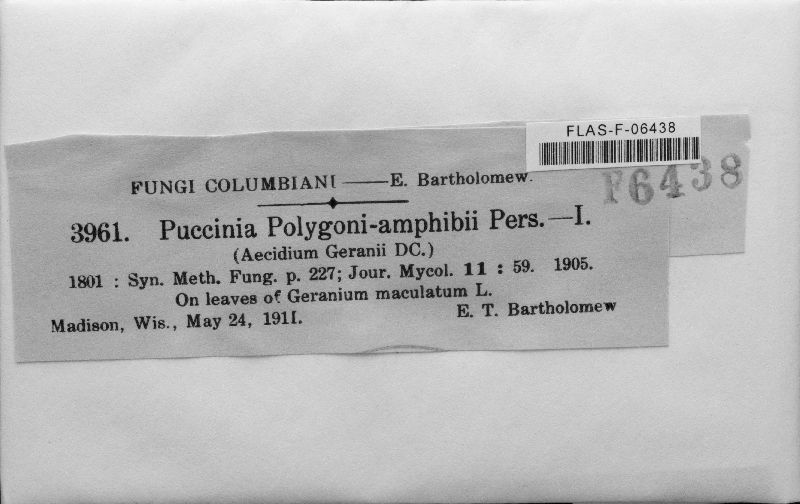 FLAS-F-06438
F6438
FUNGI COLUMBIANI — E. Bartholomew.
3961. Puccinia Polygoni-amphibii Pers.—I.
(Aecidium Geranii DC.)
1801 : Syn. Meth. Fung. p. 227; Jour. Mycol. 11 : 59. 1905.
On leaves of Geranium maculatum L.
Madison, Wis., May 24, 1911. E. T. Bartholomew